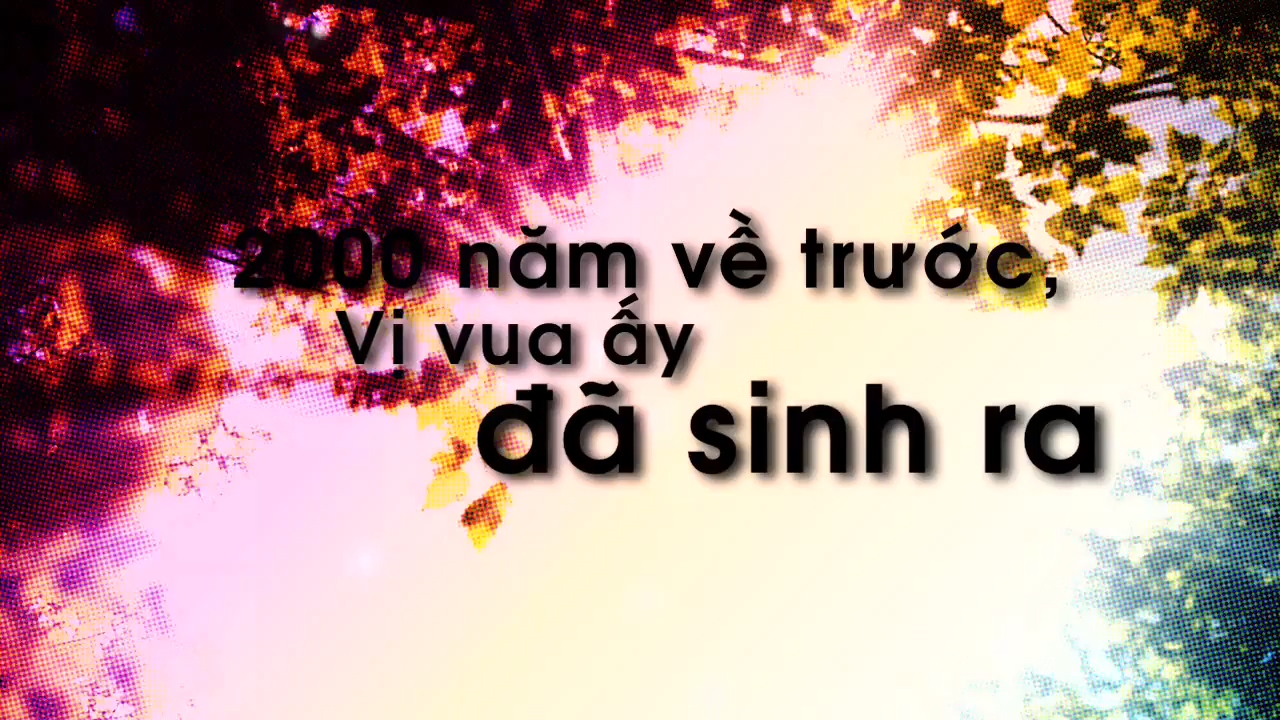 2000 năm về trước,
Vị vua ấy
đã sinh ra